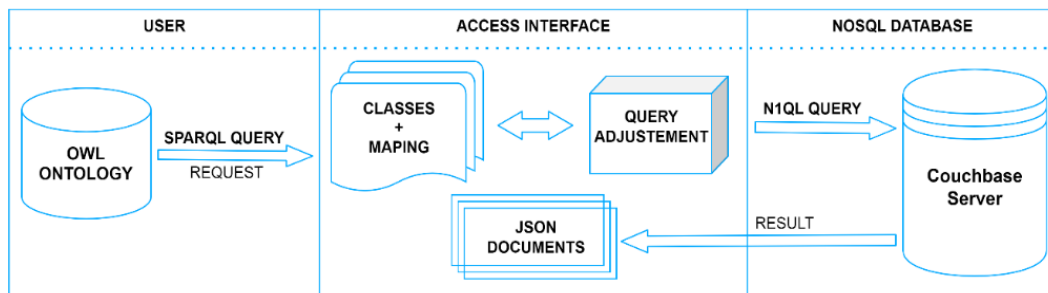 USER
ACCESS INTERFACE
NOSQL DATABASE
OWL
ONTOLOGY
SPARQL QUERY
REQUEST
CLASSES
+
MAPING
QUERY
ADJUSTEMENT
N1QL QUERY
Couchbase
Server
JSON
DOCUMENTS
RESULT